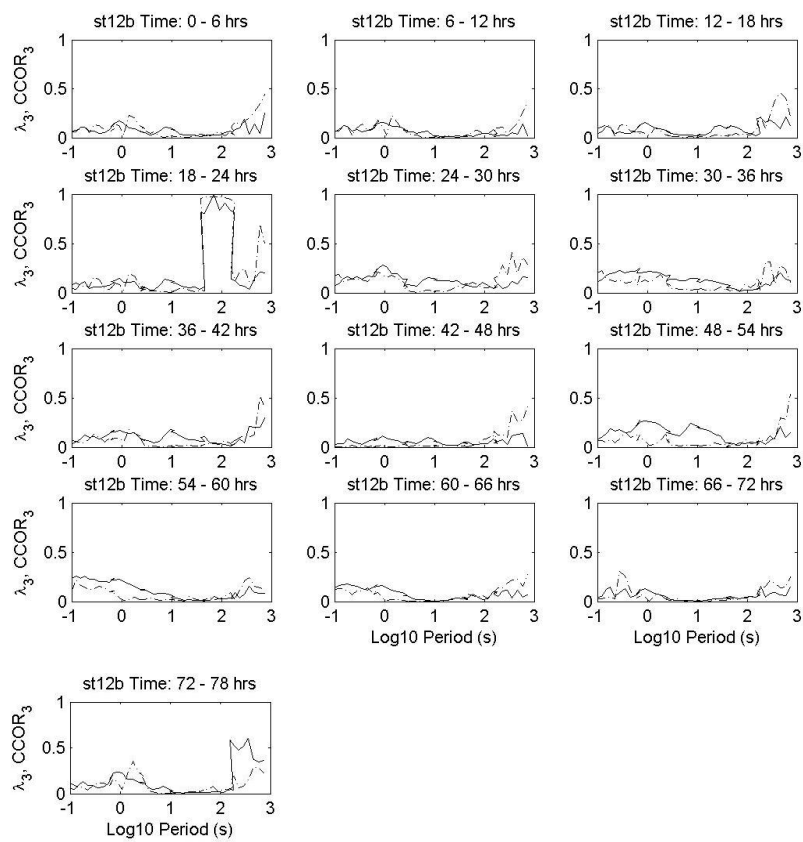 st12b Time: 0 - 6 hrs
st12b Time: 6 - 12 hrs
st12b Time: 12 - 18 hrs
λ3, CCOR3
1
0.5
0
-1 0 1 2 3
1
0.5
0
-1 0 1 2 3
1
0.5
0
-1 0 1 2 3
st12b Time: 18 - 24 hrs
st12b Time: 24 - 30 hrs
st12b Time: 30 - 36 hrs
λ3, CCOR3
1
0.5
0
-1 0 1 2 3
1
0.5
0
-1 0 1 2 3
1
0.5
0
-1 0 1 2 3
st12b Time: 36 - 42 hrs
st12b Time: 42 - 48 hrs
st12b Time: 48 - 54 hrs
λ3, CCOR3
1
0.5
0
-1 0 1 2 3
1
0.5
0
-1 0 1 2 3
1
0.5
0
-1 0 1 2 3
st12b Time: 54 - 60 hrs
st12b Time: 60 - 66 hrs
st12b Time: 66 - 72 hrs
λ3, CCOR3
1
0.5
0
-1 0 1 2 3
1
0.5
0
-1 0 1 2 3
Log10 Period (s)
1
0.5
0
-1 0 1 2 3
Log10 Period (s)
st12b Time: 72 - 78 hrs
λ3, CCOR3
1
0.5
0
-1 0 1 2 3
Log10 Period (s)